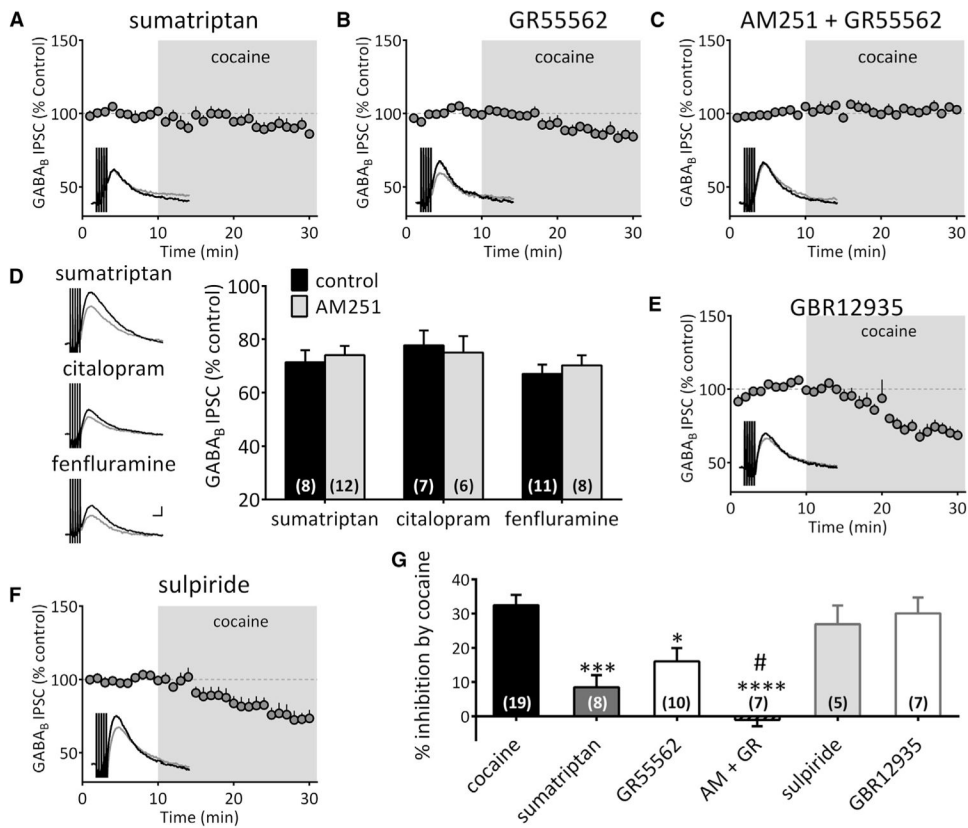 A
sumatriptan
GABAB IPSC (% Control)
150
100
50
cocaine
0
10
20
30
Time (min)
B
GR55562
GABAB IPSC (% Control)
150
100
50
cocaine
0
10
20
30
Time (min)
C
AM251 + GR55562
GABAB IPSC (% Control)
150
100
50
cocaine
0
10
20
30
Time (min)
D
sumatriptan
citalopram
fenfluramine
control
AM251
GABAB IPSC (% control)
100
80
60
40
20
(8)
(12)
(7)
(6)
(11)
(8)
sumatriptan
citalopram
fenfluramine
E
GBR12935
GABAB IPSC (% control)
150
100
50
cocaine
0
10
20
30
Time (min)
F
sulpiride
GABAB IPSC (% control)
150
100
50
cocaine
0
10
20
30
Time (min)
G
% inhibition by cocaine
40
30
20
10
0
***
*
#
****
(19)
(8)
(10)
(7)
(5)
(7)
cocaine
sumatriptan
GR55562
AM + GR
sulpiride
GBR12935